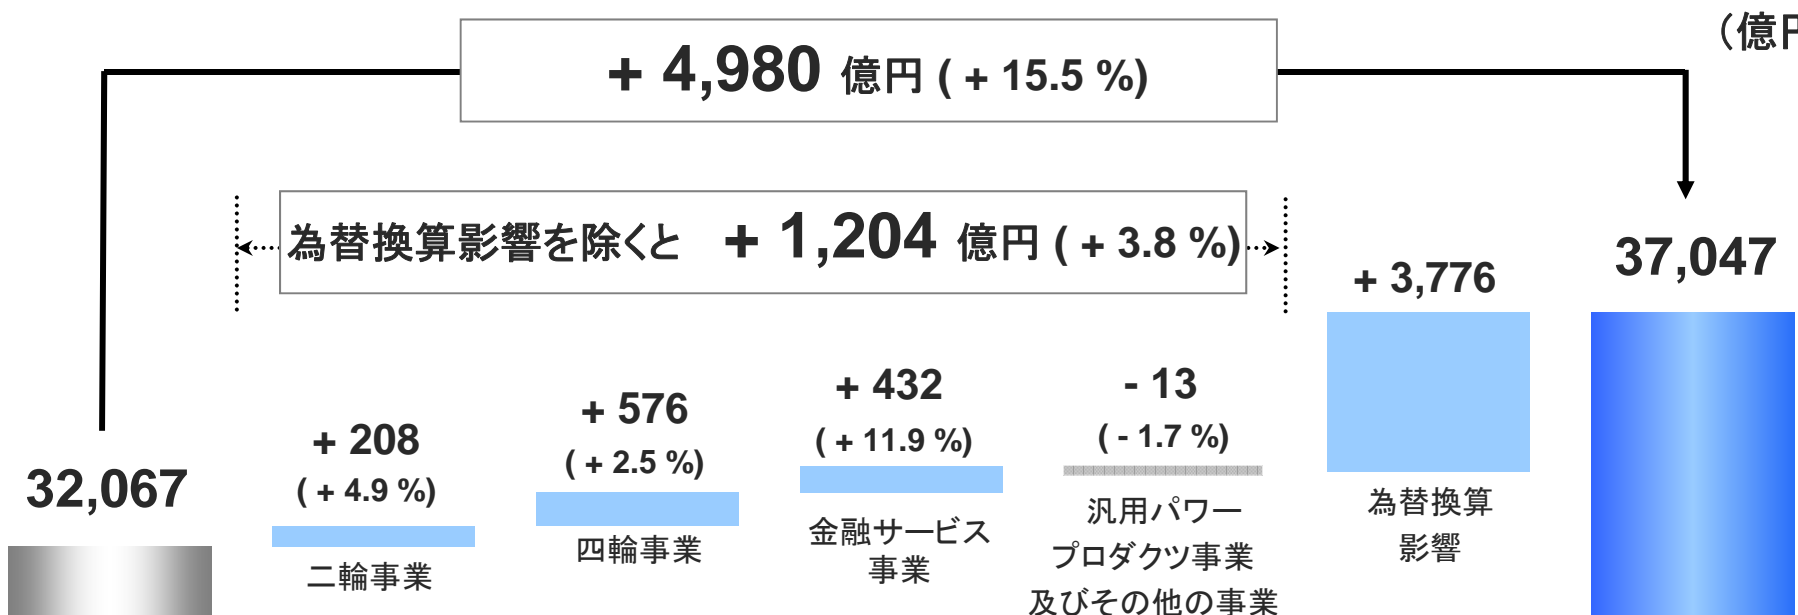 （億円
+ 4,980 億円 ( + 15.5 %)
為替換算影響を除くと + 1,204 億円 ( + 3.8 %)
32,067
+ 208
( + 4.9 %)
二輪事業
+ 576
( + 2.5 %)
四輪事業
+ 432
( + 11.9 %)
金融サービス
事業
- 13
( - 1.7 %)
汎用パワー
プロダクツ事業
及びその他の事業
+ 3,776
為替換算
影響
37,047